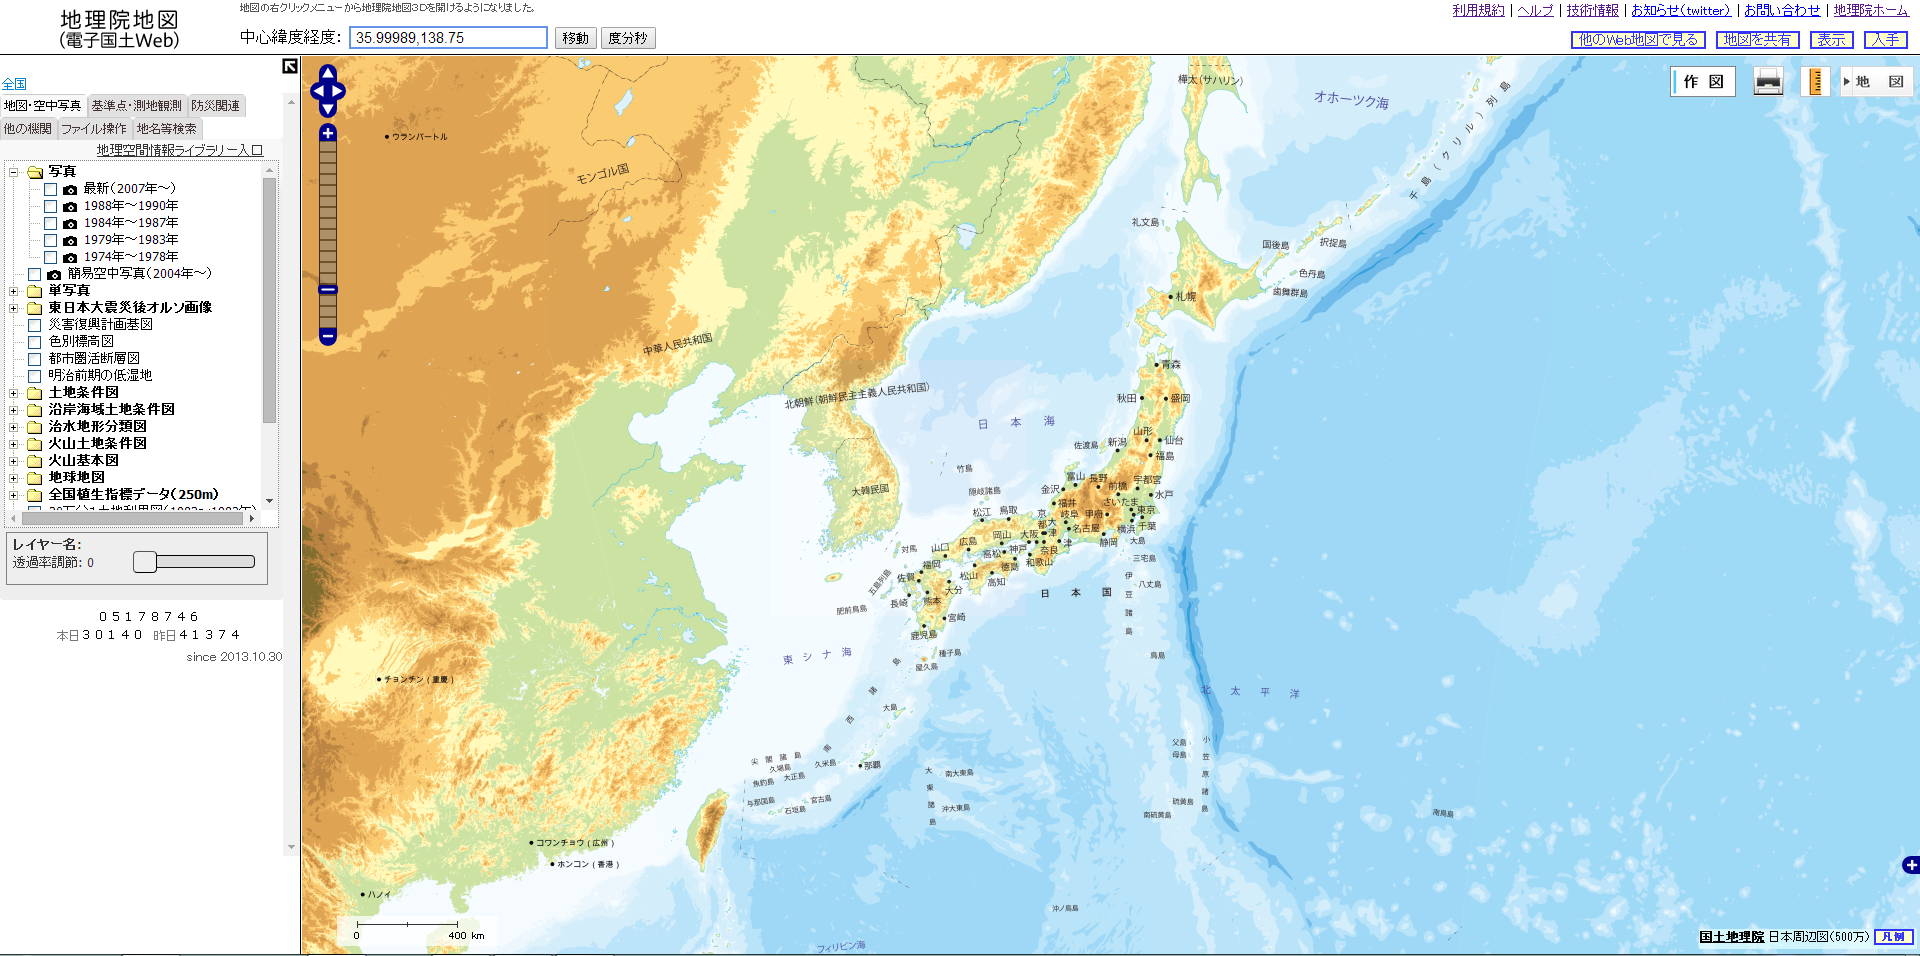 地理院地図
(電子国土Web)
地図の右クリックメニューから地理院地図3Dを開けるようになりました。
中心緯度経度: 35.99989,138.75 移動 度分秒
利用規約 | ヘルプ | 技術情報 | お知らせ(twitter) | お問い合わせ | 地理院ホーム
他のWeb地図で見る 地図を共有 表示 入手
全国
地図・空中写真 基準点・測地観測 防災関連
他の機関 ファイル操作 地名等検索
地理空間情報ライブラリー入口
写真
最新(2007年～)
1988年～1990年
1984年～1987年
1979年～1983年
1974年～1978年
簡易空中写真(2004年～)
単写真
東日本大震災後オルソ画像
災害復興計画基図
色別標高図
都市圏活断層図
明治前期の低湿地
土地条件図
沿岸海域土地条件図
治水地形分類図
火山土地条件図
火山基本図
地球地図
全国植生指標データ(250m)
レイヤー名:
透過率調節: 0
05178746
本日30140 昨日41374
since 2013.10.30
作図
地図
樺太(サハリン)
オホーツク海
千島(クリル)列島
ウランバートル
モンゴル国
礼文島
国後島
択捉島
色丹島
歯舞群島
札幌
中華人民共和国
青森
北朝鮮(朝鮮民主主義人民共和国)
秋田
盛岡
日本海
山形
仙台
佐渡島
新潟
福島
竹島
富山
長野
前橋
宇都宮
大韓民国
隠岐諸島
金沢
福井
さいたま
水戸
松江
鳥取
京都
岐阜
甲府
東京
大津
名古屋
横浜
千葉
対馬
山口
広島
岡山
大阪
津
静岡
大島
高松
神戸
奈良
三宅島
福岡
徳島
和歌山
五島列島
佐賀
松山
高知
伊豆諸島
八丈島
大分
日本国
長崎
熊本
肥前鳥島
宮崎
鹿児島
東シナ海
種子島
屋久島
鳥島
チョンチン(重慶)
北太平洋
南西諸島
大島
父島
母島
小笠原諸島
尖閣諸島
久場島
久米島
那覇
魚釣島
大正島
大東諸島
南大東島
与那国島
宮古島
石垣島
沖大東島
硫黄島
南硫黄島
南鳥島
コワンチョウ(広州)
ホンコン(香港)
ハノイ
沖ノ鳥島
0 400 km
フィリピン海
国土地理院 日本周辺図(500万) 凡例